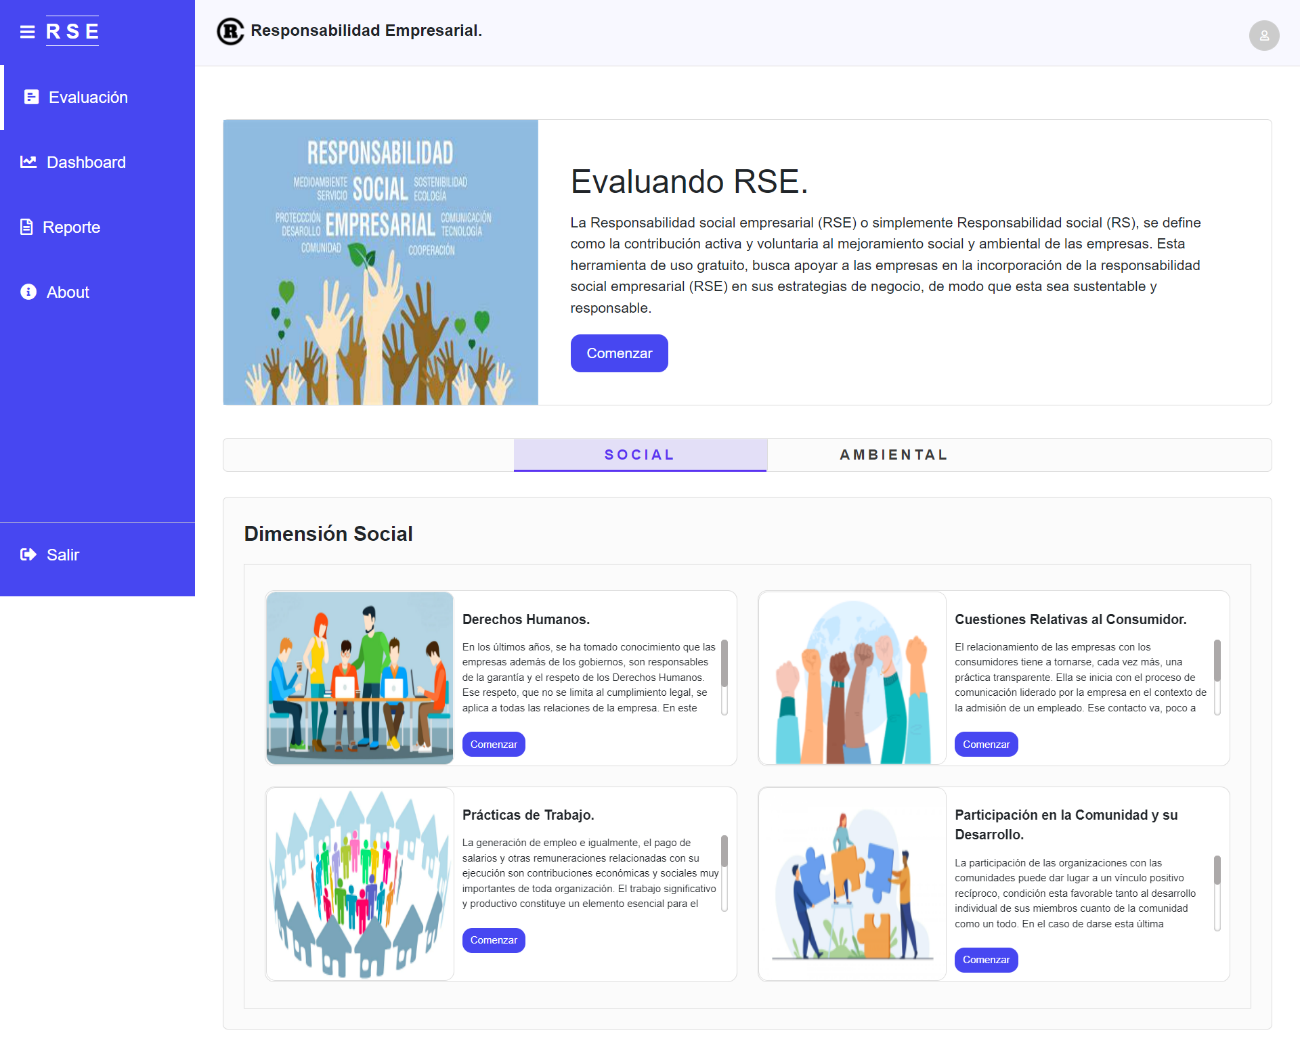 RSE
Evaluación
Dashboard
Reporte
About
Salir
R Responsabilidad Empresarial.
RESPONSABILIDAD
MEDIOAMBIENTE SERVICIO SOCIAL SOSTENIBILIDAD ECOLOGÍA
PROTECCCIÓN DESAROLLO EMPRESARIAL COMUNICACIÓN TECNOLOGÍA
COMUNIDAD COOPERACIÓN
Evaluando RSE.
La Responsabilidad social empresarial (RSE) o simplemente Responsabilidad social (RS), se define
como la contribución activa y voluntaria al mejoramiento social y ambiental de las empresas. Esta
herramienta de uso gratuito, busca apoyar a las empresas en la incorporación de la responsabilidad
social empresarial (RSE) en sus estrategias de negocio, de modo que esta sea sustentable y
responsable.
Comenzar
SOCIAL
AMBIENTAL
Dimensión Social
Derechos Humanos.
En los últimos años, se ha tomado conocimiento que las
empresas además de los gobiernos, son responsables
de la garantía y el respeto de los Derechos Humanos.
Ese respeto, que no se limita al cumplimiento legal, se
aplica a todas las relaciones de la empresa. En este
Comenzar
Cuestiones Relativas al Consumidor.
El relacionamiento de las empresas con los
consumidores tiene a tornarse, cada vez más, una
práctica transparente. Ella se inicia con el proceso de
comunicación liderado por la empresa en el contexto de
la admisión de un empleado. Ese contacto va, poco a
Comenzar
Prácticas de Trabajo.
La generación de empleo e igualmente, el pago de
salarios y otras remuneraciones relacionadas con su
ejecución son contribuciones económicas y sociales muy
importantes de toda organización. El trabajo significativo
y productivo constituye un elemento esencial para el
Comenzar
Participación en la Comunidad y su
Desarrollo.
La participación de las organizaciones con las
comunidades puede dar lugar a un vínculo positivo
recíproco, condición esta favorable tanto al desarrollo
individual de sus miembros cuanto de la comunidad
como un todo. En el caso de darse esta última
Comenzar